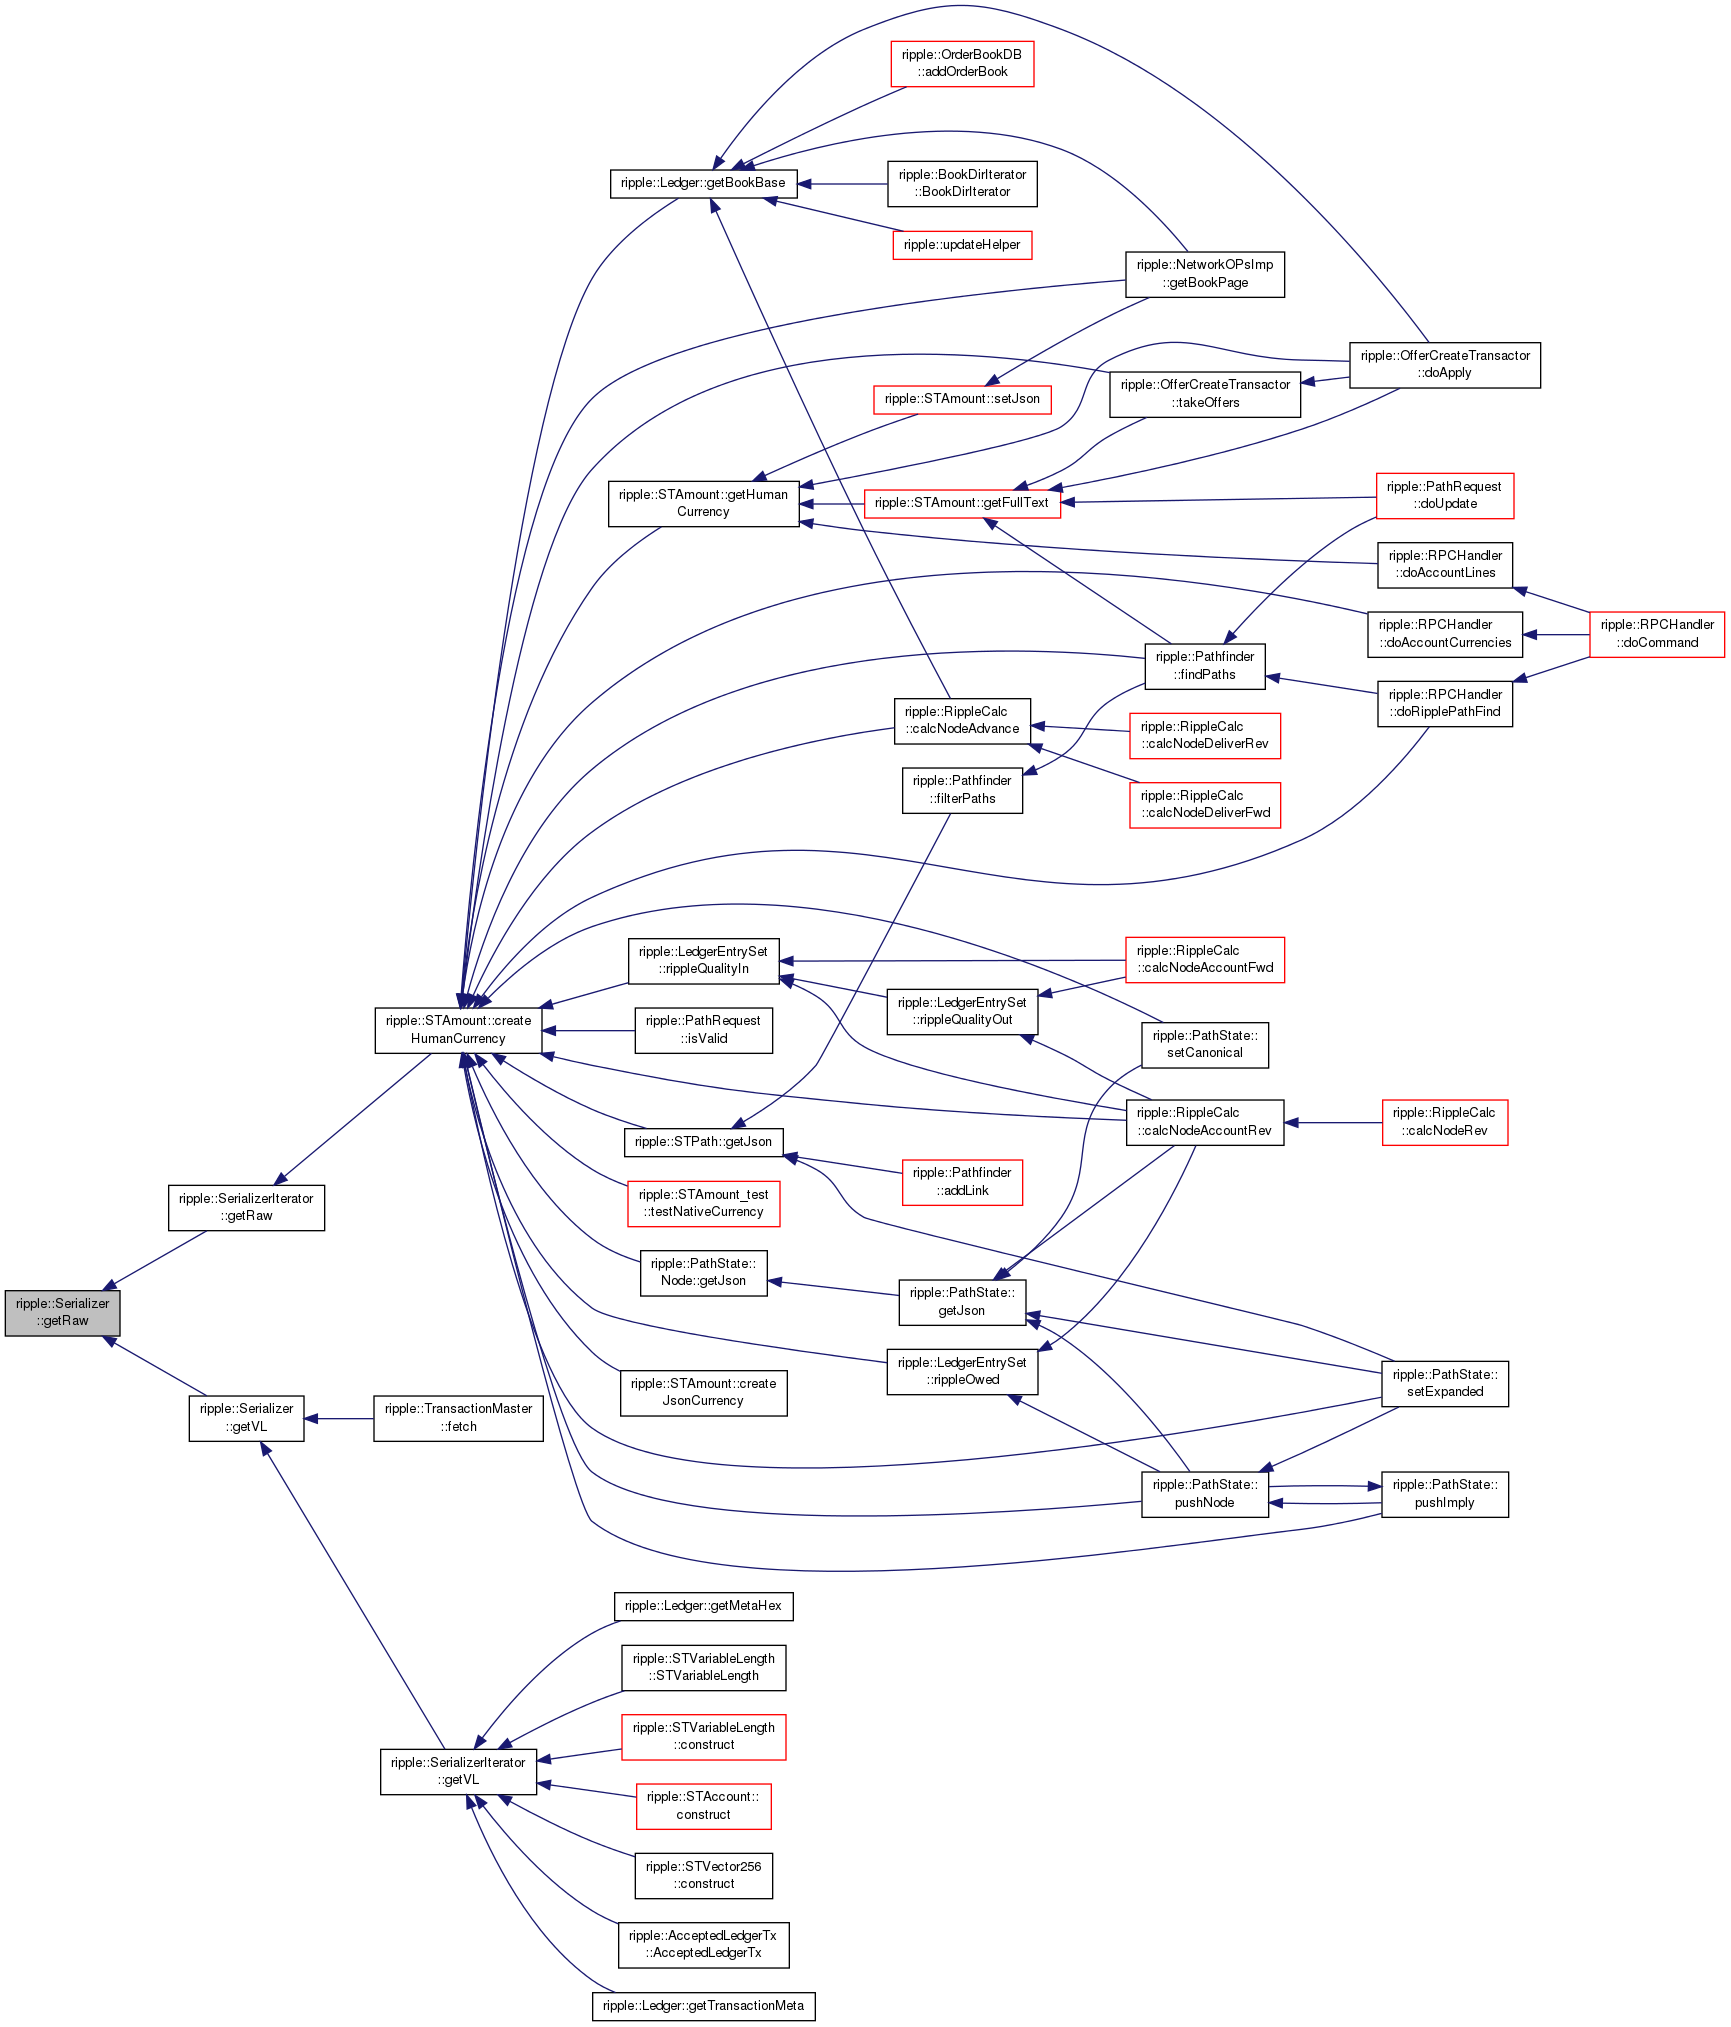 ripple::OrderBookDB
::addOrderBook
ripple::BookDirIterator
::BookDirIterator
ripple::Ledger::getBookBase
ripple::updateHelper
ripple::NetworkOPsImp
::getBookPage
ripple::OfferCreateTransactor
::doApply
ripple::OfferCreateTransactor
::takeOffers
ripple::STAmount::setJson
ripple::STAmount::getHuman
Currency
ripple::STAmount::getFullText
ripple::PathRequest
::doUpdate
ripple::RPCHandler
::doAccountLines
ripple::RPCHandler
::doAccountCurrencies
ripple::RPCHandler
::doCommand
ripple::Pathfinder
::findPaths
ripple::RPCHandler
::doRipplePathFind
ripple::RippleCalc
::calcNodeAdvance
ripple::RippleCalc
::calcNodeDeliverRev
ripple::Pathfinder
::filterPaths
ripple::RippleCalc
::calcNodeDeliverFwd
ripple::LedgerEntrySet
::rippleQualityIn
ripple::RippleCalc
::calcNodeAccountFwd
ripple::LedgerEntrySet
::rippleQualityOut
ripple::STAmount::create
HumanCurrency
ripple::PathRequest
::isValid
ripple::PathState::
setCanonical
ripple::RippleCalc
::calcNodeAccountRev
ripple::RippleCalc
::calcNodeRev
ripple::STPath::getJson
ripple::Pathfinder
::addLink
ripple::SerializerIterator
::getRaw
ripple::STAmount_test
::testNativeCurrency
ripple::PathState::
Node::getJson
ripple::PathState::
getJson
ripple::Serializer
::getRaw
ripple::LedgerEntrySet
::rippleOwed
ripple::STAmount::create
JsonCurrency
ripple::PathState::
setExpanded
ripple::Serializer
::getVL
ripple::TransactionMaster
::fetch
ripple::PathState::
pushNode
ripple::PathState::
pushImply
ripple::Ledger::getMetaHex
ripple::STVariableLength
::STVariableLength
ripple::STVariableLength
::construct
ripple::SerializerIterator
::getVL
ripple::STAccount::
construct
ripple::STVector256
::construct
ripple::AcceptedLedgerTx
::AcceptedLedgerTx
ripple::Ledger::getTransactionMeta